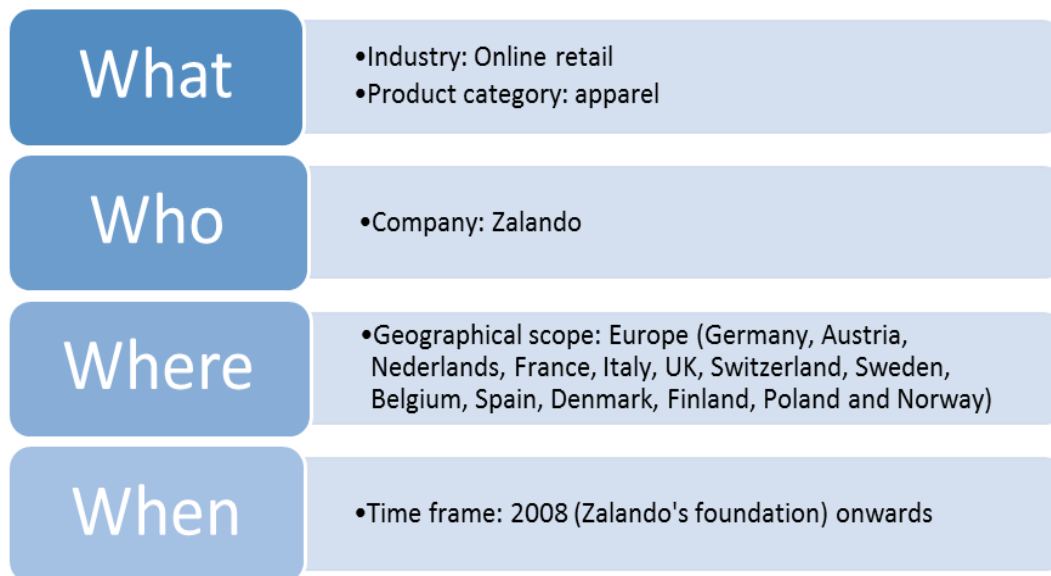 What
•Industry: Online retail
•Product category: apparel
Who
•Company: Zalando
Where
•Geographical scope: Europe (Germany, Austria,
Nederlands, France, Italy, UK, Switzerland, Sweden,
Belgium, Spain, Denmark, Finland, Poland and Norway)
When
•Time frame: 2008 (Zalando's foundation) onwards